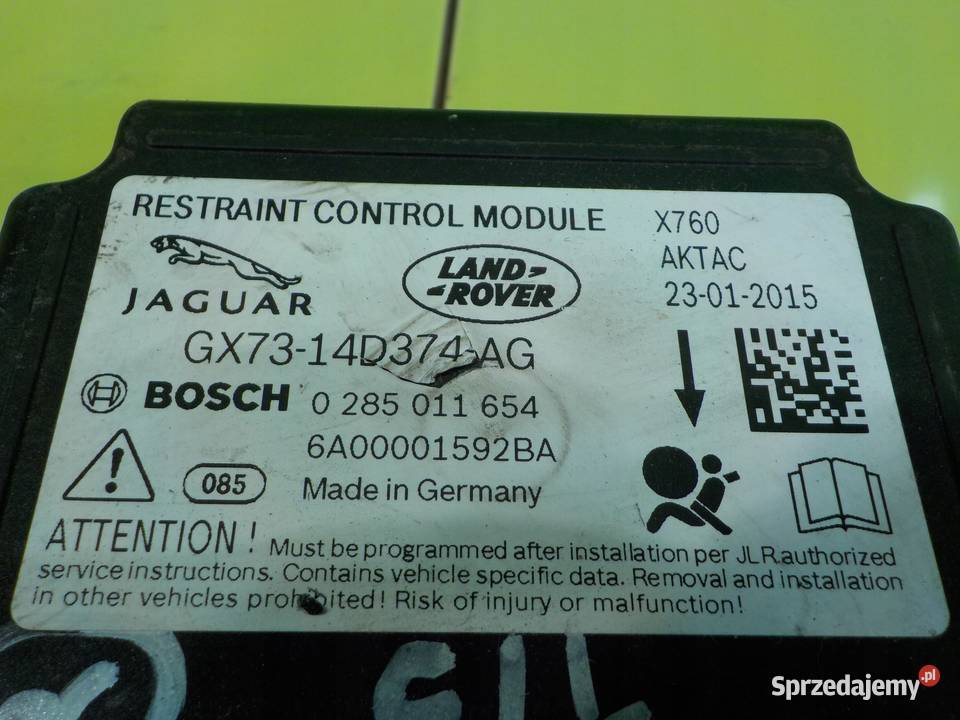 RESTRAINT CONTROL MODULE X760
AKTAC
23-01-2015
JAGUAR
LAND-
-ROVER
GX73-14D374-AG
BOSCH 0 285 011 654
6A00001592BA
085 Made in Germany
ATTENTION ! Must be programmed after installation per JLR authorized
service instructions. Contains vehicle specific data. Removal and installation
in other vehicles prohibited! Risk of injury or malfunction!
Sprzedajemy.pl